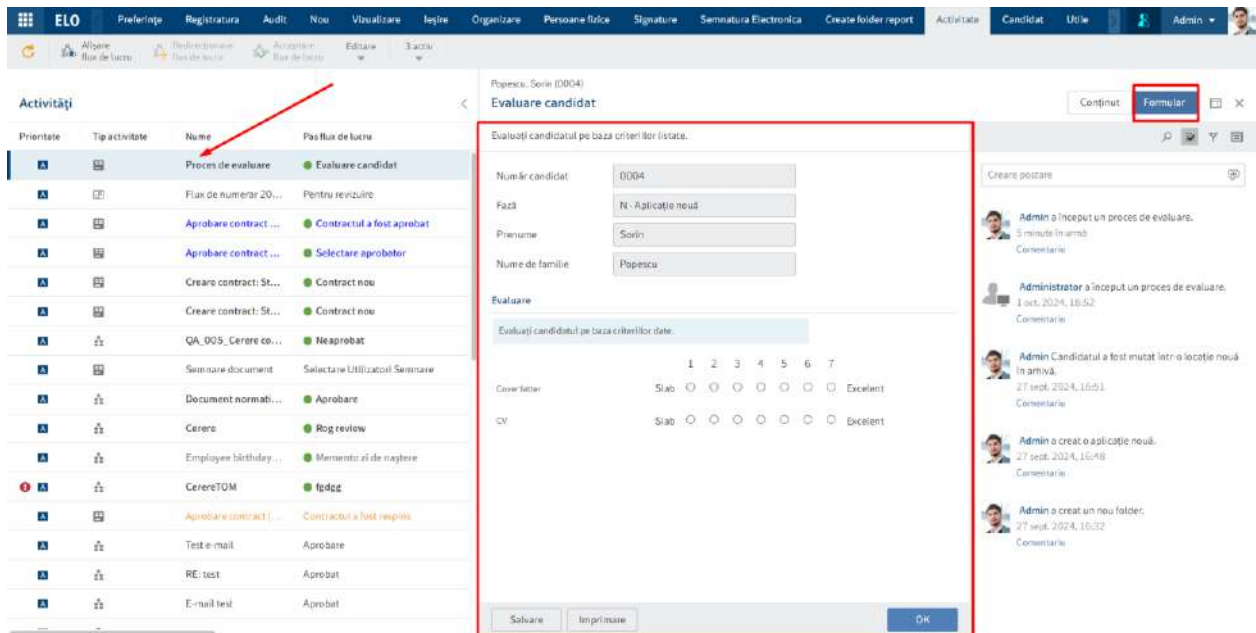 ELO Preferințe Registratura Audit Nou Vizualizare Ieșire Organizare Persoane fizice Signature Semnatura Electronica Create folder report Activitate Candidat Utile Admin
Afișare flux de lucru Redirecționare flux de lucru Acceptare flux de lucru Editare 3 activi
Activități
Prioritate Tip activitate Nume Pas flux de lucru
A Proces de evaluare Evaluare candidat
A Flux de numerar 20... Pentru revizuire
A Aprobare contract ... Contractul a fost aprobat
A Aprobare contract ... Selectare aprobator
A Creare contract: St... Contract nou
A Creare contract: St... Contract nou
A QA_005_Cerere co... Neaprobat
A Semnare document Selectare Utilizatori Semnare
A Document normati... Aprobare
A Cerere Rog review
A Employee birthday... Memento zi de naștere
A CerereTOM fgdgg
A Aprobare contract (... Contractul a fost respins
A Test e-mail Aprobare
A RE: test Aprobat
A E-mail test Aprobat
Popescu, Sorin (0004)
Evaluare candidat
Conținut Formular
Evaluați candidatul pe baza criteriilor listate.
Număr candidat 0004
Fază N - Aplicație nouă
Prenume Sorin
Nume de familie Popescu
Evaluare
Evaluați candidatul pe baza criteriilor date.
1 2 3 4 5 6 7
Cover letter Slab Excelent
CV Slab Excelent
Salvare Imprimare OK
Creare postare
Admin a început un proces de evaluare.
5 minute în urmă
Comentariu
Administrator a început un proces de evaluare.
1 oct. 2024, 18:52
Comentariu
Admin Candidatul a fost mutat într-o locație nouă
în arhivă.
27 sept. 2024, 16:51
Comentariu
Admin a creat o aplicație nouă.
27 sept. 2024, 16:48
Comentariu
Admin a creat un nou folder.
27 sept. 2024, 16:32
Comentariu